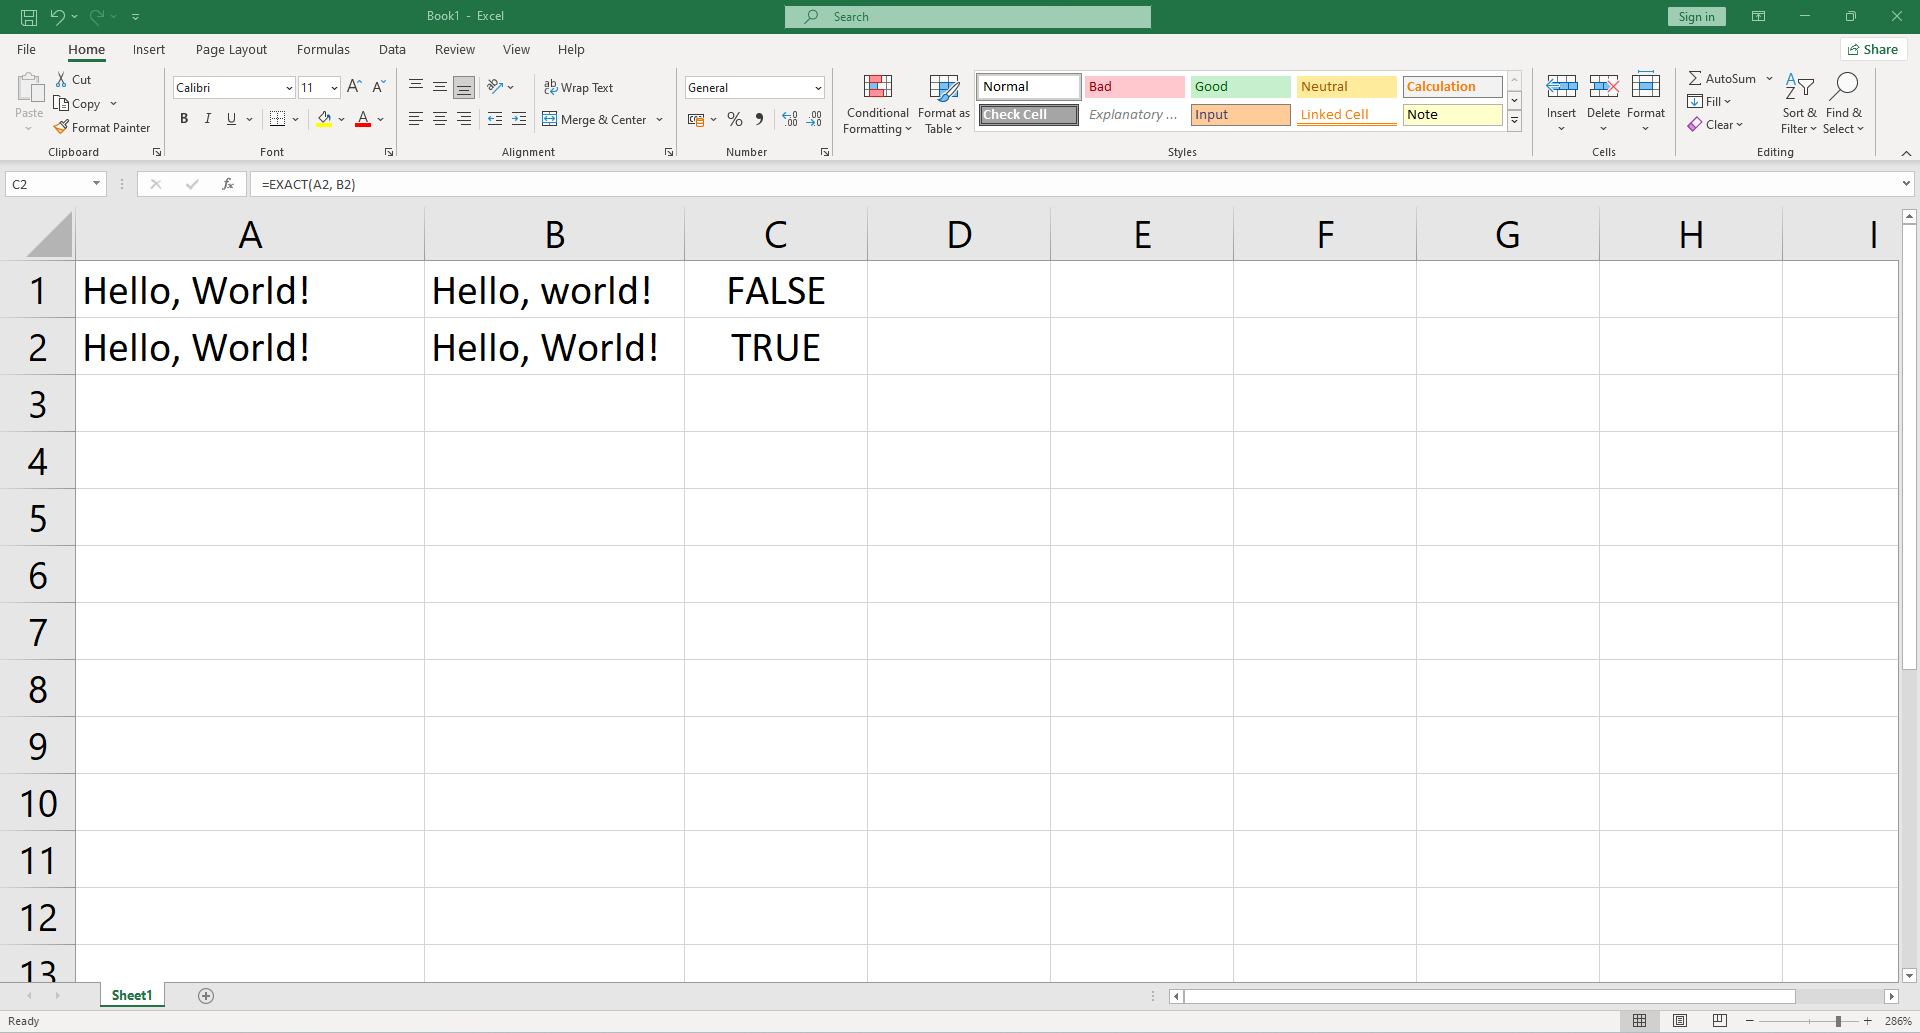 Book1 - Excel
Search
Sign in
File Home Insert Page Layout Formulas Data Review View Help
Share
Paste
Cut
Copy
Format Painter
Clipboard
Calibri 11
B I U
Font
Wrap Text
Merge & Center
Alignment
General
Number
Conditional Formatting
Format as Table
Normal Bad Good Neutral Calculation
Check Cell Explanatory ... Input Linked Cell Note
Styles
Insert Delete Format
Cells
AutoSum
Fill
Clear
Sort & Filter
Find & Select
Editing
C2 fx =EXACT(A2, B2)
A B C D E F G H I
1 Hello, World! Hello, world! FALSE
2 Hello, World! Hello, World! TRUE
3
4
5
6
7
8
9
10
11
12
13
Sheet1
Ready
286%